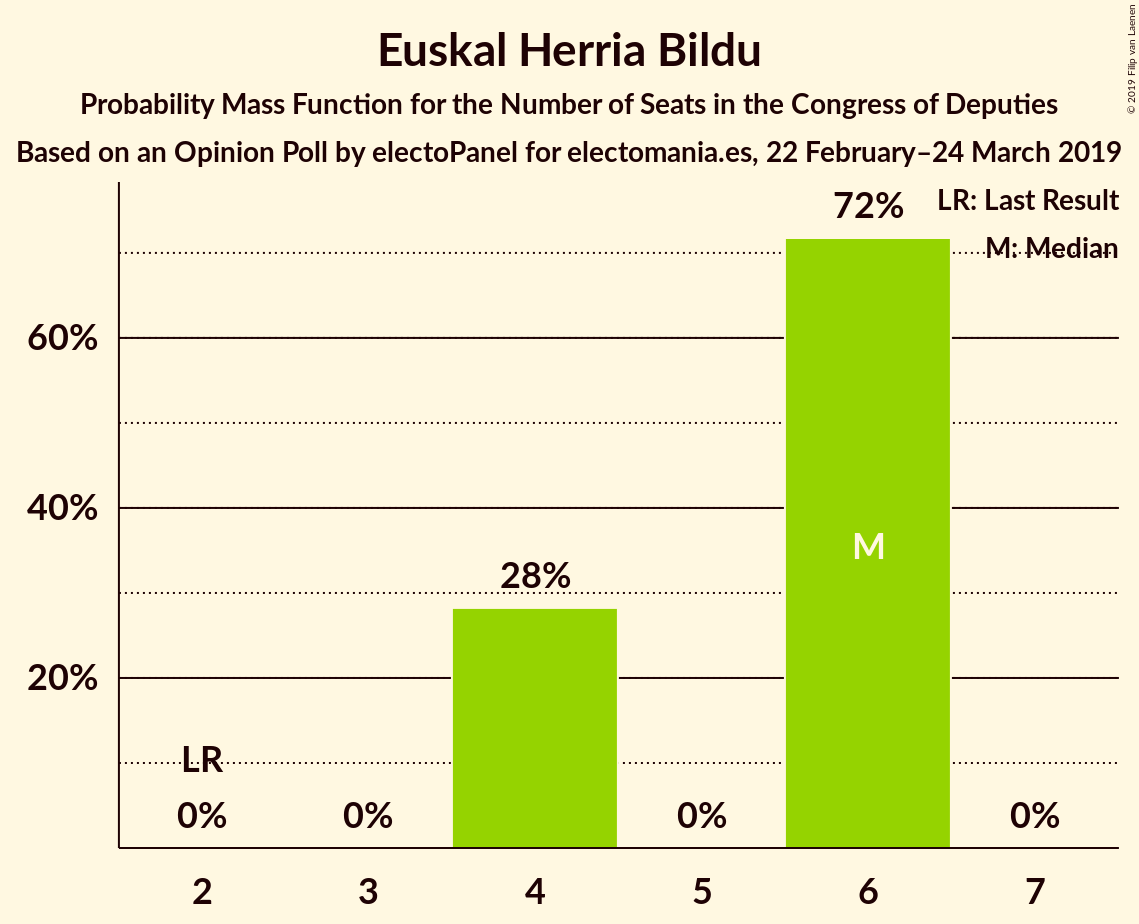 Euskal Herria Bildu
Probability Mass Function for the Number of Seats in the Congress of Deputies
Based on an Opinion Poll by electoPanel for electomania.es, 22 February–24 March 2019
© 2019 Filip van Laenen
LR: Last Result
M: Median
72%
60%
40%
M
28%
20%
LR
0%
0%
0%
0%
2
3
4
5
6
7